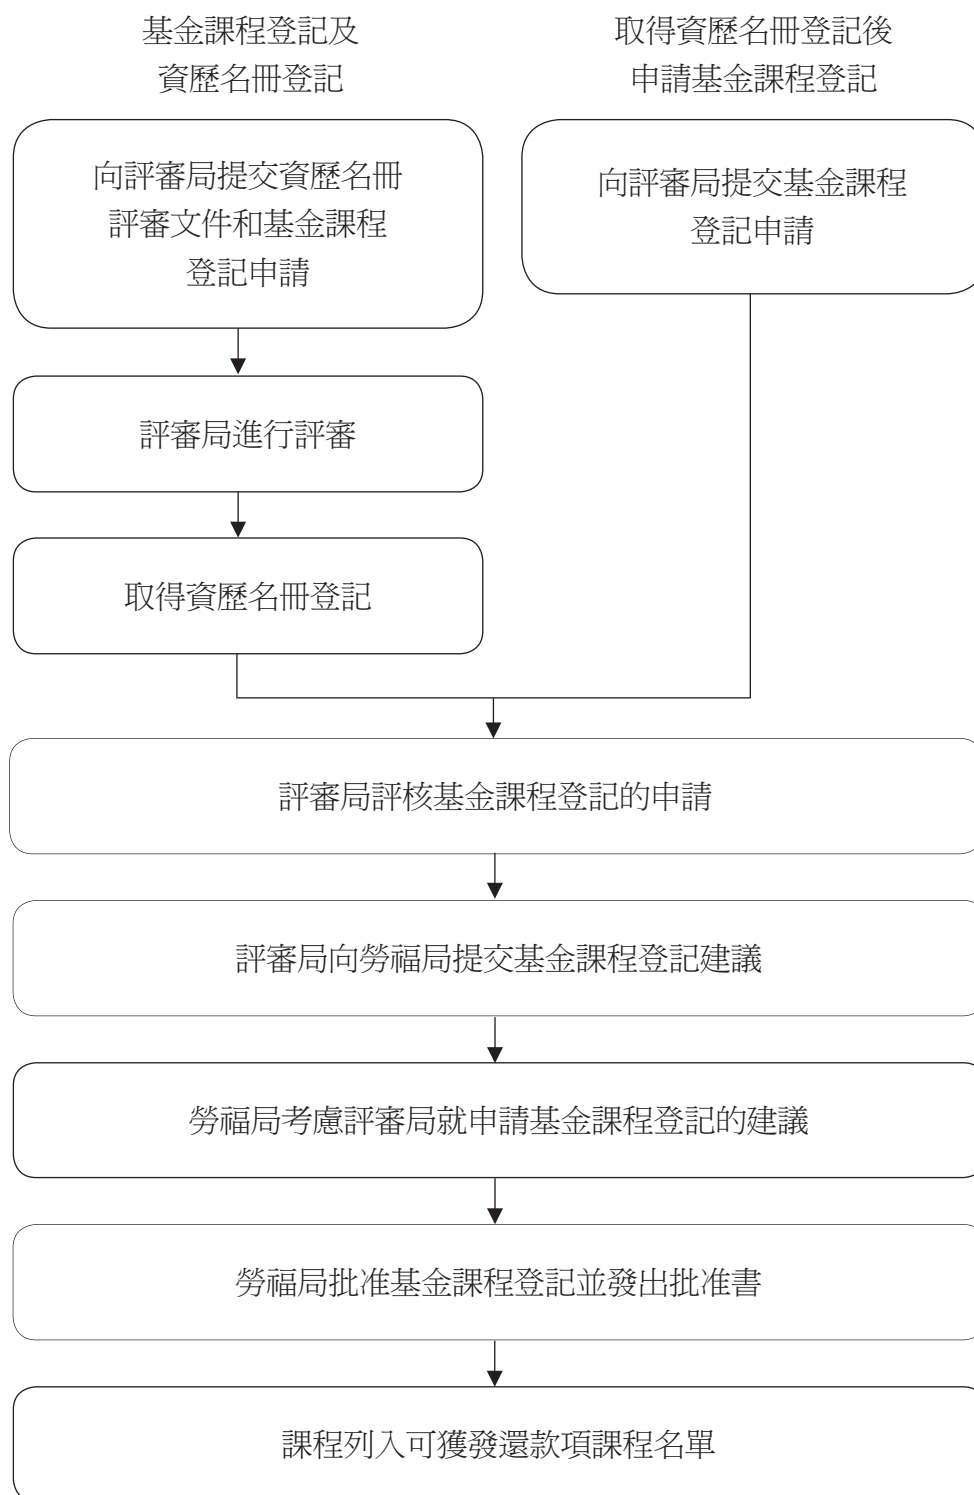 基金課程登記及
資歷名冊登記
取得資歷名冊登記後
申請基金課程登記
向評審局提交資歷名冊
評審文件和基金課程
登記申請
向評審局提交基金課程
登記申請
評審局進行評審
取得資歷名冊登記
評審局評核基金課程登記的申請
評審局向勞福局提交基金課程登記建議
勞福局考慮評審局就申請基金課程登記的建議
勞福局批准基金課程登記並發出批准書
課程列入可獲發還款項課程名單